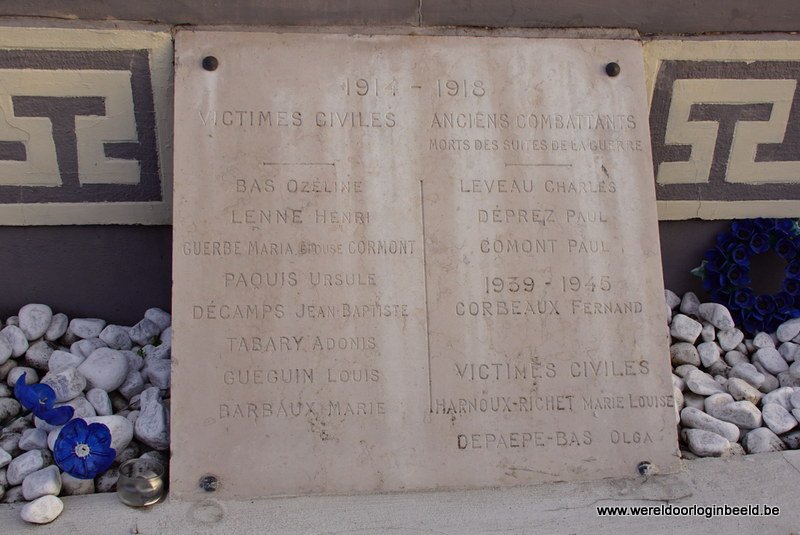 1914 - 1918
VICTIMES CIVILES
BAS OZÉLINE
LENNE HENRI
GUERBE MARIA EPOUSE CORMONT
PAQUIS URSULE
DÉCAMPS JEAN-BAPTISTE
TABARY ADONIS
GUEGUIN LOUIS
BARBAUX MARIE
ANCIENS COMBATTANTS
MORTS DES SUITES DE LA GUERRE
LEVEAU CHARLES
DÉPREZ PAUL
COMONT PAUL
1939 - 1945
CORBEAUX FERNAND
VICTIMES CIVILES
HARNOUX-RICHET MARIE LOUISE
DEPAEPE-BAS OLGA
www.wereldoorloginbeeld.be